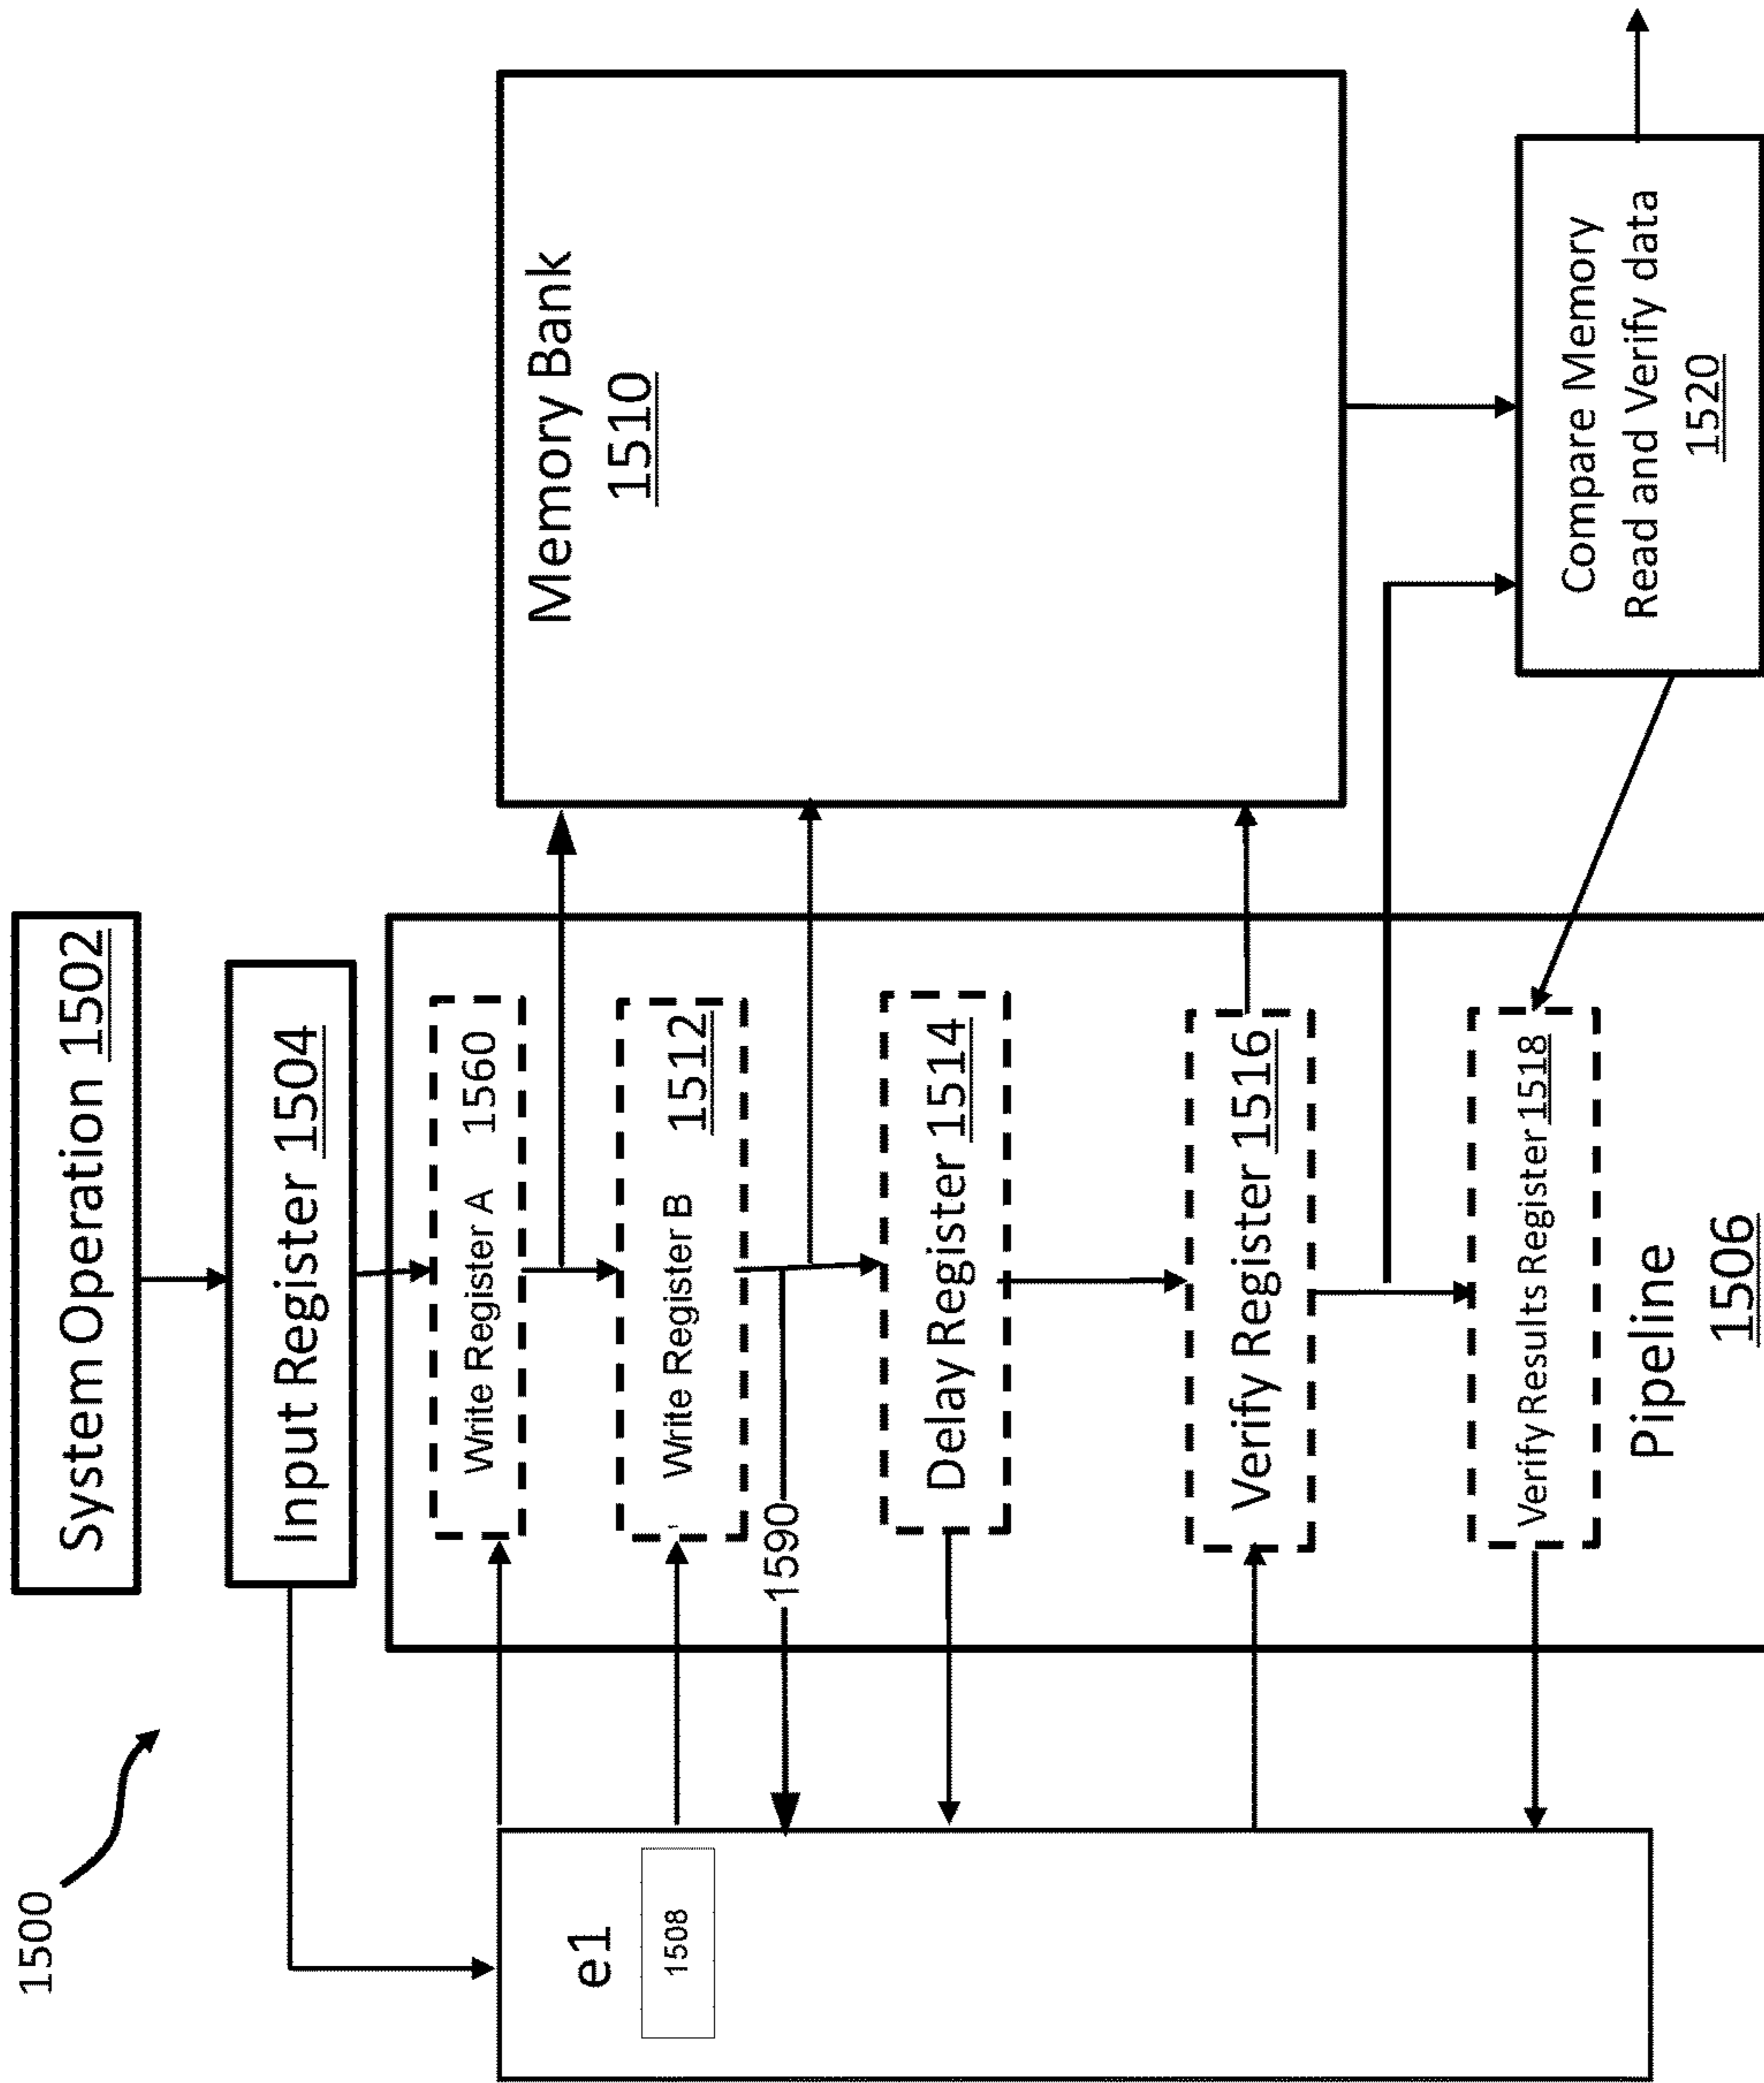 1500
System Operation 1502
Input Register 1504
e1
1508
Write Register A 1560
Write Register B 1512
1590
Delay Register 1514
Verify Register 1516
Verify Results Register 1518
Pipeline
1506
Memory Bank
1510
Compare Memory
Read and Verify data
1520